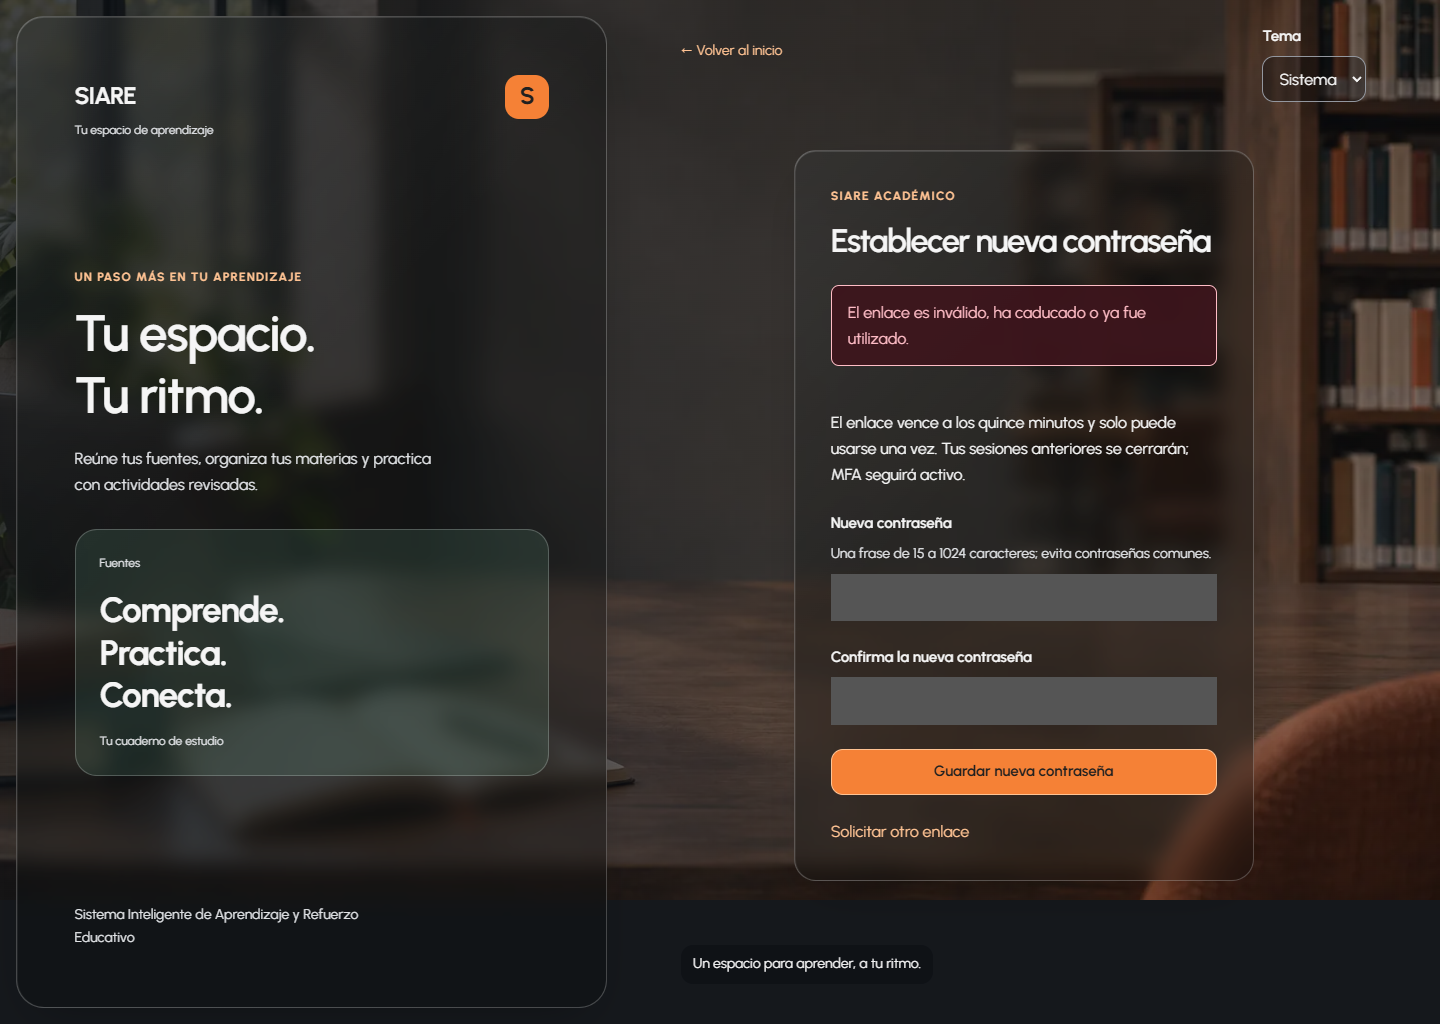 SIARE
S
Tu espacio de aprendizaje
UN PASO MÁS EN TU APRENDIZAJE
Tu espacio.
Tu ritmo.
Reúne tus fuentes, organiza tus materias y practica
con actividades revisadas.
Fuentes
Comprende.
Practica.
Conecta.
Tu cuaderno de estudio
Sistema Inteligente de Aprendizaje y Refuerzo
Educativo
← Volver al inicio
Tema
Sistema
SIARE ACADÉMICO
Establecer nueva contraseña
El enlace es inválido, ha caducado o ya fue
utilizado.
El enlace vence a los quince minutos y solo puede
usarse una vez. Tus sesiones anteriores se cerrarán;
MFA seguirá activo.
Nueva contraseña
Una frase de 15 a 1024 caracteres; evita contraseñas comunes.
Confirma la nueva contraseña
Guardar nueva contraseña
Solicitar otro enlace
Un espacio para aprender, a tu ritmo.